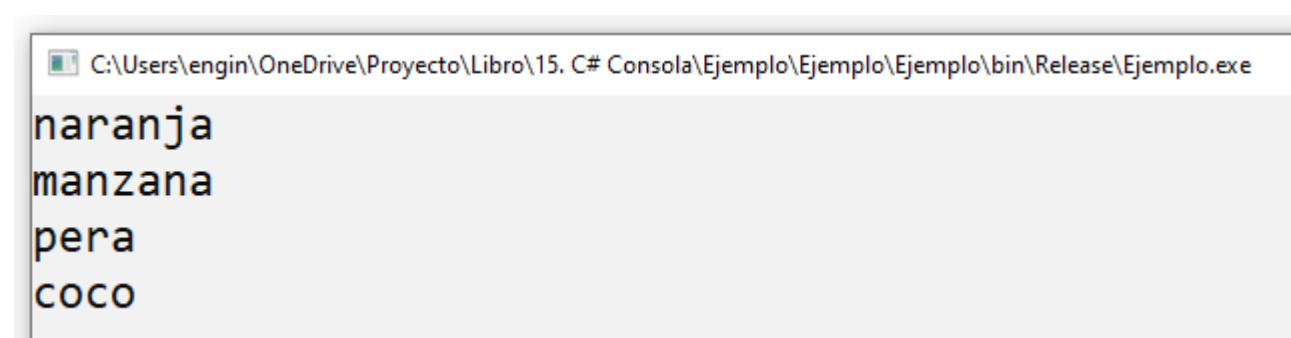 C:\Users\engin\OneDrive\Proyecto\Libro\15. C# Consola\Ejemplo\Ejemplo\Ejemplo\bin\Release\Ejemplo.exe
naranja
manzana
pera
coco